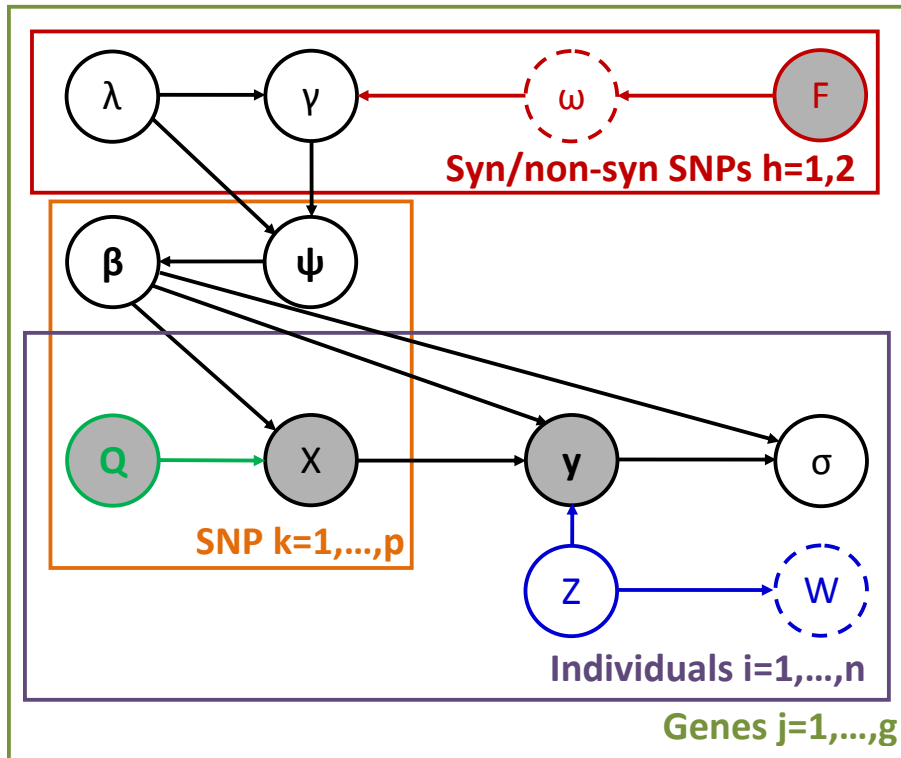 λ γ ω F
Syn/non-syn SNPs h=1,2
β ψ
Q X y σ
SNP k=1,...,p
Z W
Individuals i=1,...,n
Genes j=1,...,g